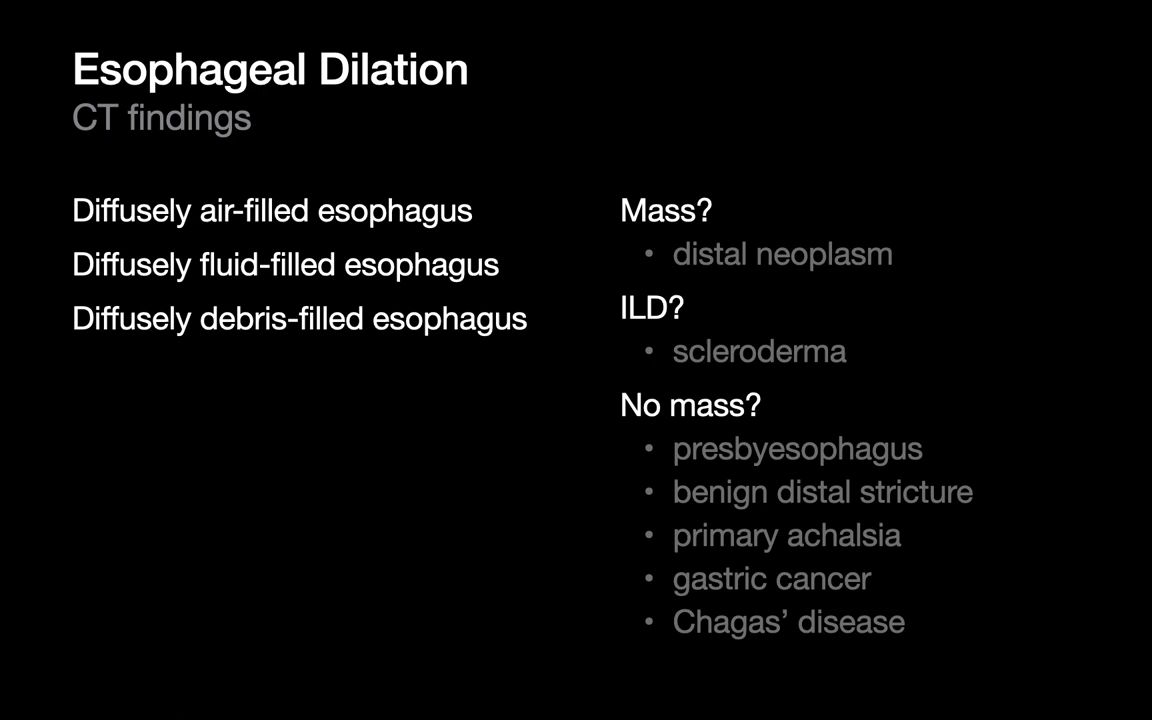 Esophageal Dilation
CT findings
Diffusely air-filled esophagus
Diffusely fluid-filled esophagus
Diffusely debris-filled esophagus
Mass?
• distal neoplasm
ILD?
• scleroderma
No mass?
• presbyesophagus
• benign distal stricture
• primary achalsia
• gastric cancer
• Chagas’ disease